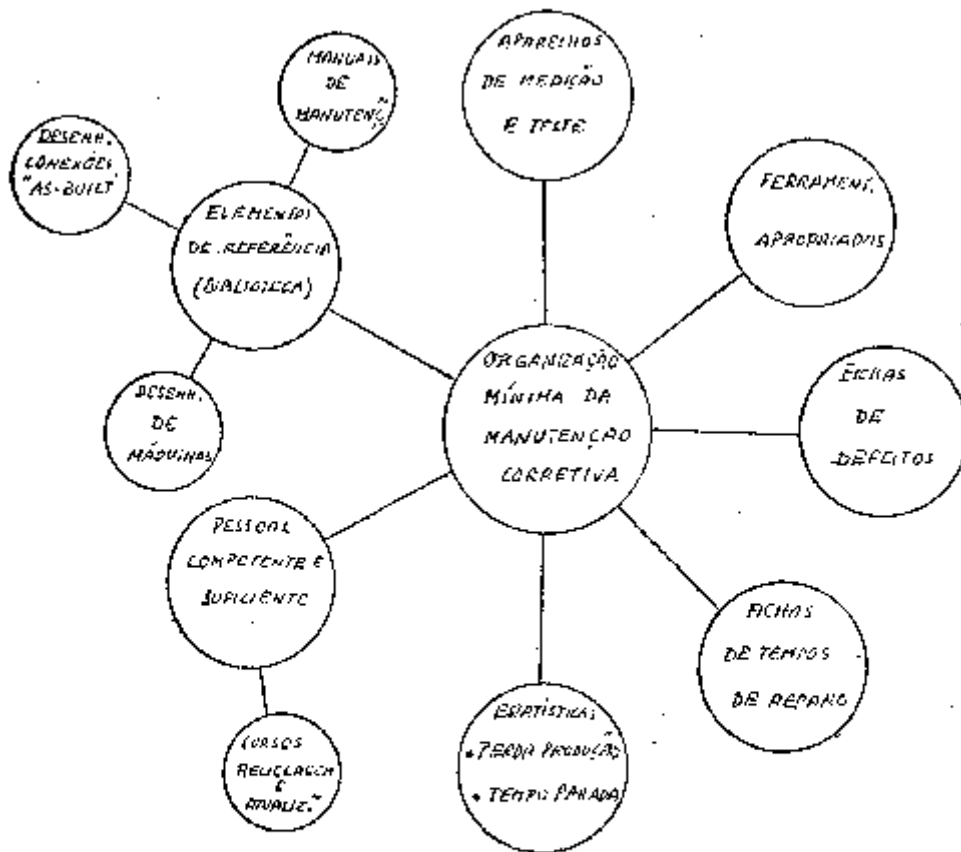 MANUAIS
DE
MANUTENÇ.
APARELHOS
DE MEDIÇÃO
E TESTE
DESENH.
CONEXÕES
"AS-BUILT"
ELEMENTOS
DE REFERÊNCIA
(BIBLIOTECA)
FERRAMENT.
APROPRIADOS
DESENH.
DE
MÁQUINAS
ORGANIZAÇÃO
MÍNIMA DA
MANUTENÇÃO
CORRETIVA
FICHAS
DE
DEFEITOS
PESSOAL
COMPETENTE E
SUFICIENTE
FICHAS
DE TEMPOS
DE REPARO
CURSOS
RECICLAGEM
E
ATUALIZ.
ESTATÍSTICAS
• PERDA PRODUÇÃO
• TEMPO PARADA